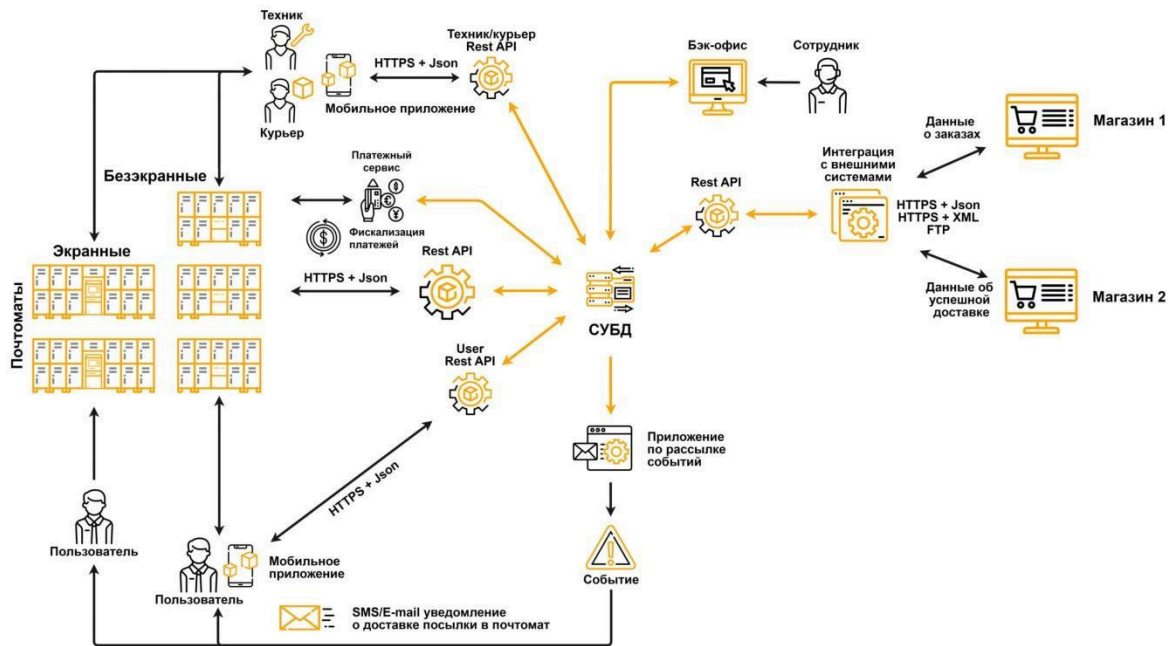 Техник
Курьер
HTTPS + Json
Мобильное приложение
Техник/курьер
Rest API
Бэк-офис
Сотрудник
Данные
о заказах
Магазин 1
Интеграция
с внешними
системами
HTTPS + Json
HTTPS + XML
FTP
Rest API
Данные об
успешной
доставке
Магазин 2
Безэкранные
Экранные
Почтоматы
Платежный
сервис
Фискализация
платежей
HTTPS + Json
Rest API
СУБД
User
Rest API
HTTPS + Json
Приложение
по рассылке
событий
Событие
Пользователь
Мобильное
приложение
Пользователь
SMS/E-mail уведомление
о доставке посылки в почтомат